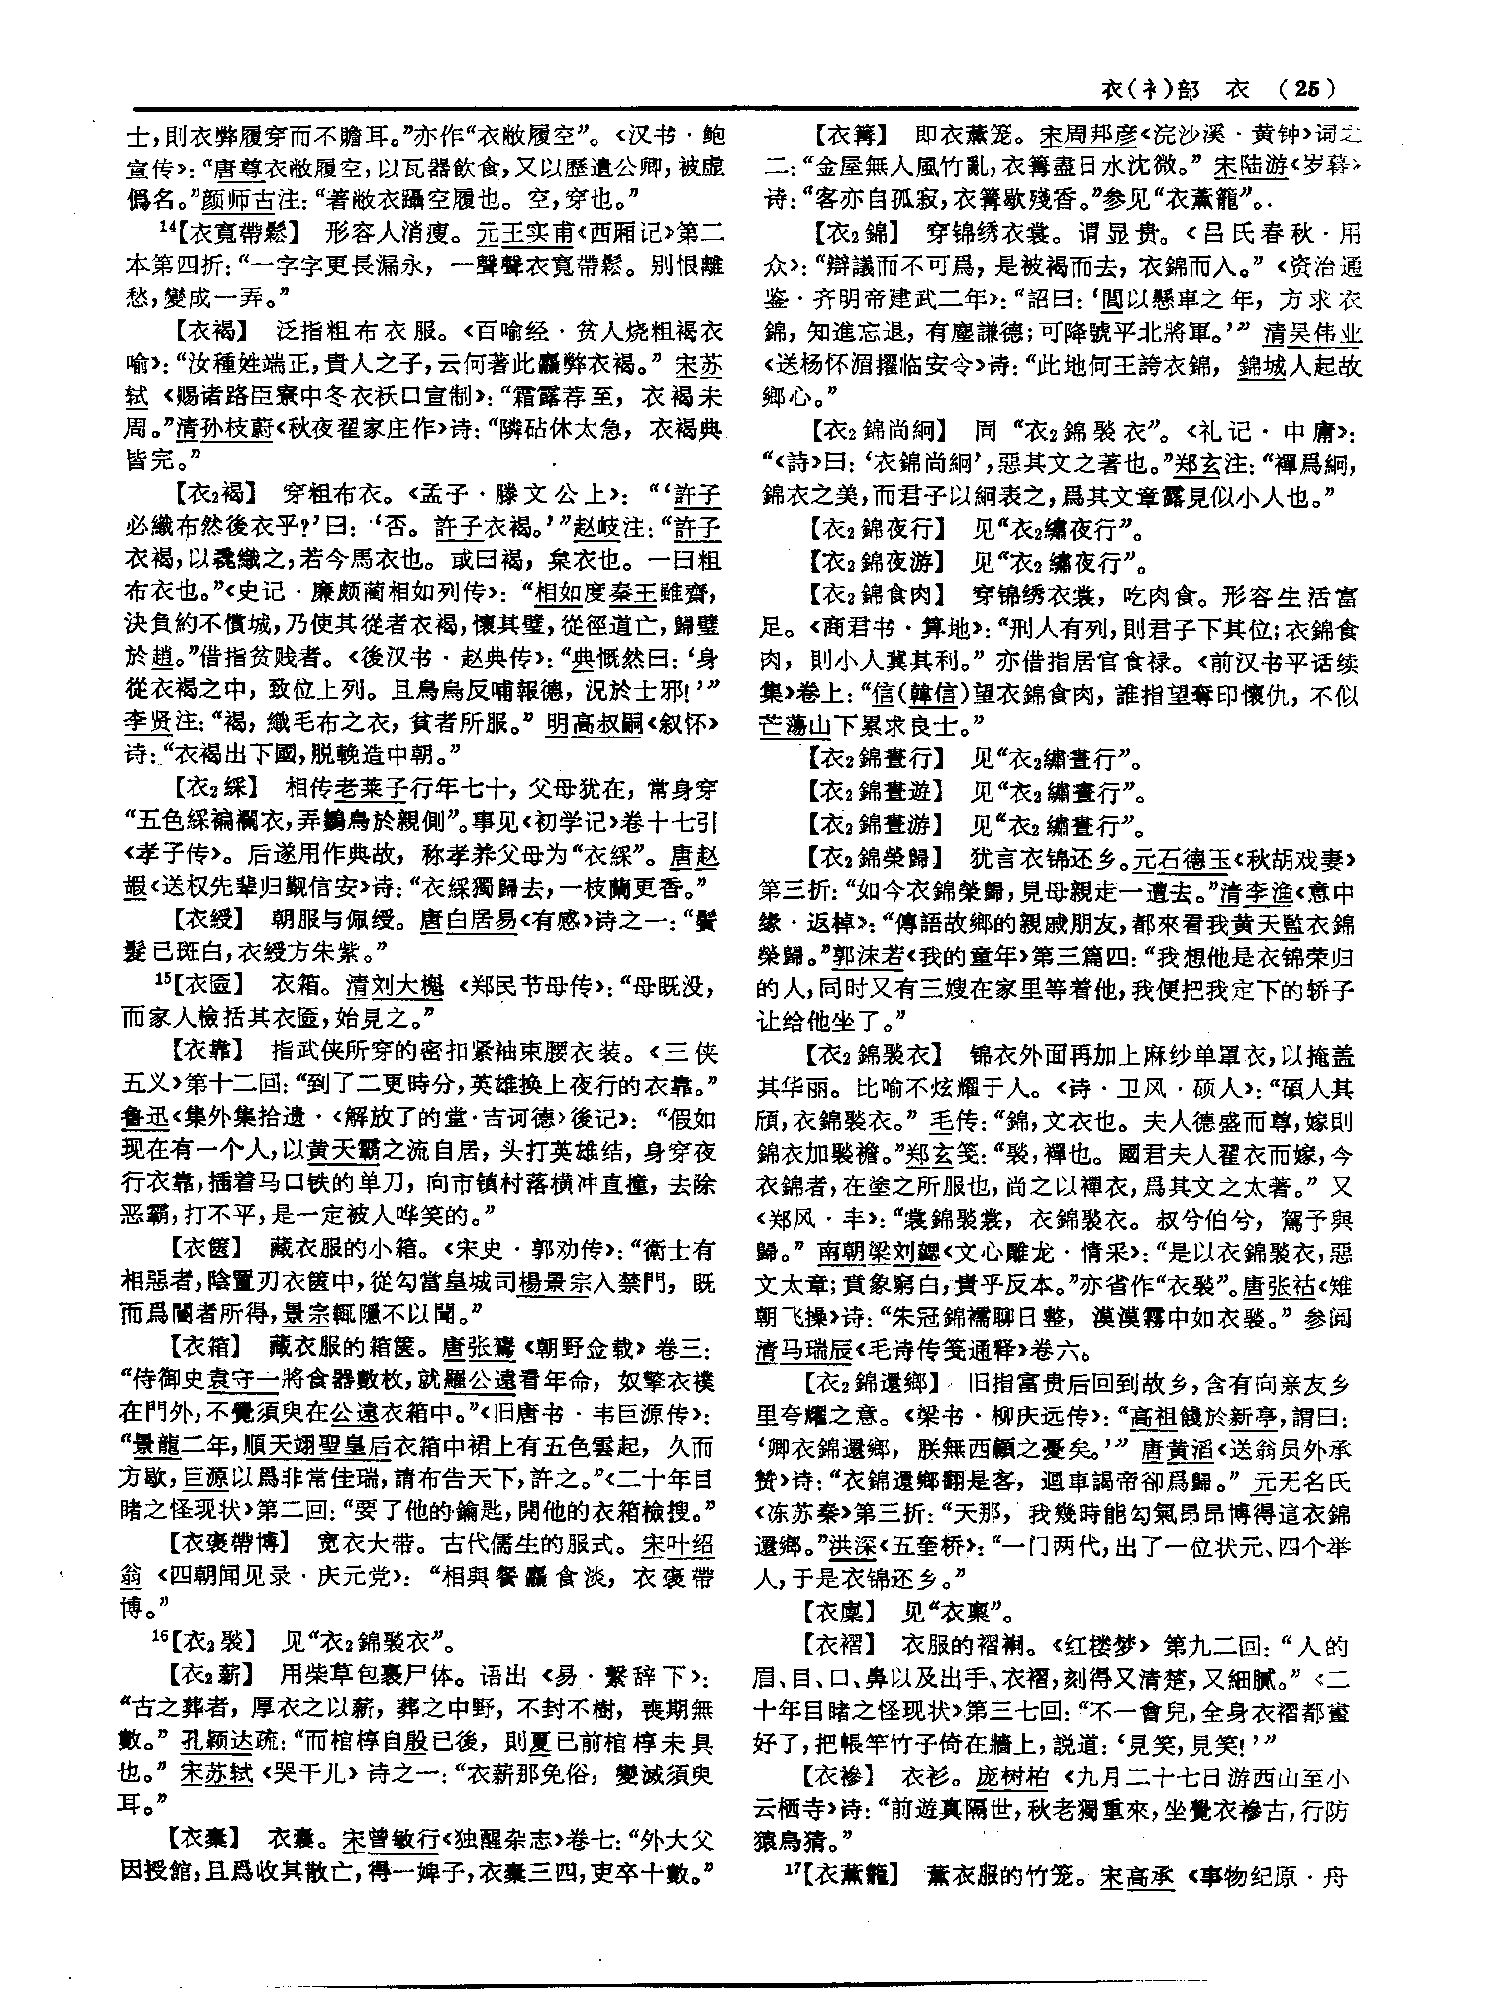 衣(衤)部　衣　(25)
士，則衣弊履穿而不贍耳。”亦作“衣敝履空”。《汉书·鲍
宣传》：“唐尊衣敝履空，以瓦器飲食，又以歷遺公卿，被虚
僞名。”颜师古注：“著敝衣躡空履也。空，穿也。”
14【衣寬帶鬆】　形容人消瘦。元王实甫《西厢记》第二
本第四折：“一字字更長漏永，一聲聲衣寬帶鬆。别恨離
愁，變成一弄。”
【衣褐】　泛指粗布衣服。《百喻经·贫人烧粗褐衣
喻》：“汝種姓端正，貴人之子，云何著此麤弊衣褐。”宋苏
轼《赐诸路臣寮中冬衣袄口宣制》：“霜露荐至，衣褐未
周。”清孙枝蔚《秋夜翟家庄作》诗：“隣砧休太急，衣褐典
皆完。”
【衣2褐】　穿粗布衣。《孟子·滕文公上》：“‘許子
必織布然後衣乎？’曰：‘否。許子衣褐。’”赵岐注：“許子
衣褐，以毳織之，若今馬衣也。或曰褐，枲衣也。一曰粗
布衣也。”《史记·廉颇蔺相如列传》：“相如度秦王雖齋，
決負約不償城，乃使其從者衣褐，懷其璧，從徑道亡，歸璧
於趙。”借指贫贱者。《後汉书·赵典传》：“典慨然曰：‘身
從衣褐之中，致位上列。且烏烏反哺報德，況於士邪！’”
李贤注：“褐，織毛布之衣，貧者所服。”明高叔嗣《叙怀》
诗：“衣褐出下國，脱輓造中朝。”
【衣2綵】　相传老莱子行年七十，父母犹在，常身穿
“五色綵褊襴衣，弄鶵鳥於親側”。事见《初学记》卷十七引
《孝子传》。后遂用作典故，称孝养父母为“衣綵”。唐赵
嘏《送权先辈归觐信安》诗：“衣綵獨歸去，一枝蘭更香。”
【衣綬】　朝服与佩绶。唐白居易《有感》诗之一：“鬢
髮已斑白，衣綬方朱紫。”
15【衣匳】　衣箱。清刘大櫆《郑民节母传》：“母既没，
而家人檢括其衣匳，始見之。”
【衣靠】　指武侠所穿的密扣紧袖束腰衣装。《三侠
五义》第十二回：“到了二更時分，英雄换上夜行的衣靠。”
鲁迅《集外集拾遗·〈解放了的堂·吉诃德〉後记》：“假如
现在有一个人，以黄天霸之流自居，头打英雄结，身穿夜
行衣靠，插着马口铁的单刀，向市镇村落横冲直撞，去除
恶霸，打不平，是一定被人哗笑的。”
【衣篋】　藏衣服的小箱。《宋史·郭劝传》：“衛士有
相惡者，陰置刃衣篋中，從勾當皇城司楊景宗入禁門，既
而爲閽者所得，景宗輒隱不以聞。”
【衣箱】　藏衣服的箱箧。唐张鷟《朝野佥载》卷三：
“侍御史袁守一將食器數枚，就羅公遠看年命，奴擎衣襆
在門外，不覺須臾在公遠衣箱中。”《旧唐书·韦巨源传》：
“景龍二年，順天翊聖皇后衣箱中裙上有五色雲起，久而
方歇，巨源以爲非常佳瑞，請布告天下，許之。”《二十年目
睹之怪现状》第二回：“要了他的鑰匙，開他的衣箱檢搜。”
【衣褒帶博】　宽衣大带。古代儒生的服式。宋叶绍
翁《四朝闻见录·庆元党》：“相與餐麤食淡，衣褒帶
博。”
16【衣2褧】　见“衣2錦褧衣”。
【衣2薪】　用柴草包裹尸体。语出《易·繫辞下》：
“古之葬者，厚衣之以薪，葬之中野，不封不樹，喪期無
數。”孔颖达疏：“而棺椁自殷已後，則夏已前棺椁未具
也。”宋苏轼《哭干儿》诗之一：“衣薪那免俗，變滅須臾
耳。”
【衣橐】　衣囊。宋曾敏行《独醒杂志》卷七：“外大父
因授館，且爲收其散亡，得一婢子，衣橐三四，吏卒十數。”
【衣篝】　即衣薰笼。宋周邦彦《浣沙溪·黄钟》词之
二：“金屋無人風竹亂，衣篝盡日水沈微。”宋陆游《岁暮》
诗：“客亦自孤寂，衣篝歇殘香。”参见“衣薰籠”。
【衣2錦】　穿锦绣衣裳。谓显贵。《吕氏春秋·用
众》：“辯議而不可爲，是被褐而去，衣錦而入。”《资治通
鉴·齐明帝建武二年》：“詔曰：‘閭以懸車之年，方求衣
錦，知進忘退，有塵謙德；可降號平北將軍。’”清吴伟业
《送杨怀湄擢临安令》诗：“此地何王誇衣錦，錦城人起故
鄉心。”
【衣2錦尚絅】　同“衣2錦褧衣”。《礼记·中庸》：
“《詩》曰：‘衣錦尚絅’，惡其文之著也。”郑玄注：“襌爲絅，
錦衣之美，而君子以絅表之，爲其文章露見似小人也。”
【衣2錦夜行】　见“衣2繡夜行”。
【衣2錦夜游】　见“衣2繡夜行”。
【衣2錦食肉】　穿锦绣衣裳，吃肉食。形容生活富
足。《商君书·算地》：“刑人有列，則君子下其位；衣錦食
肉，則小人冀其利。”亦借指居官食禄。《前汉书平话续
集》卷上：“信(韓信)望衣錦食肉，誰指望奪印懷仇，不似
芒蕩山下累求良士。”
【衣2錦晝行】　见“衣2繡晝行”。
【衣2錦晝遊】　见“衣2繡晝行”。
【衣2錦晝游】　见“衣2繡晝行”。
【衣2錦榮歸】　犹言衣锦还乡。元石德玉《秋胡戏妻》
第三折：“如今衣錦榮歸，見母親走一遭去。”清李渔《意中
缘·返棹》：“傳語故鄉的親戚朋友，都來看我黄天監衣錦
榮歸。”郭沫若《我的童年》第三篇四：“我想他是衣锦荣归
的人，同时又有三嫂在家里等着他，我便把我定下的轿子
让给他坐了。”
【衣2錦褧衣】　锦衣外面再加上麻纱单罩衣，以掩盖
其华丽。比喻不炫耀于人。《诗·卫风·硕人》：“碩人其
頎，衣錦褧衣。”毛传：“錦，文衣也。夫人德盛而尊，嫁則
錦衣加褧襜。”郑玄笺：“褧，襌也。國君夫人翟衣而嫁，今
衣錦者，在塗之所服也，尚之以襌衣，爲其文之太著。”又
《郑风·丰》：“裳錦褧裳，衣錦褧衣。叔兮伯兮，駕予與
歸。”南朝梁刘勰《文心雕龙·情采》：“是以衣錦褧衣，惡
文太章；賁象窮白，貴乎反本。”亦省作“衣褧”。唐张祜《雉
朝飞操》诗：“朱冠錦襦聊日整，漠漠霧中如衣褧。”参阅
清马瑞辰《毛诗传笺通释》卷六。
【衣2錦還鄉】　旧指富贵后回到故乡，含有向亲友乡
里夸耀之意。《梁书·柳庆远传》：“高祖餞於新亭，謂曰：
‘卿衣錦還鄉，朕無西顧之憂矣。’”唐黄滔《送翁员外承
赞》诗：“衣錦還鄉翻是客，迴車謁帝卻爲歸。”元无名氏
《冻苏秦》第三折：“天那，我幾時能勾氣昂昂博得這衣錦
還鄉。”洪深《五奎桥》：“一门两代，出了一位状元、四个举
人，于是衣锦还乡。”
【衣廩】　见“衣稟”。
【衣褶】　衣服的褶裥。《红楼梦》第九二回：“人的
眉、目、口、鼻以及出手、衣褶，刻得又清楚，又細膩。”《二
十年目睹之怪现状》第三七回：“不一會兒，全身衣褶都畫
好了，把帳竿竹子倚在牆上，説道：‘見笑，見笑！’”
【衣襂】　衣衫。庞树柏《九月二十七日游西山至小
云栖寺》诗：“前遊真隔世，秋老獨重來，坐覺衣襂古，行防
猿鳥猜。”
17【衣薰籠】　薰衣服的竹笼。宋高承《事物纪原·舟